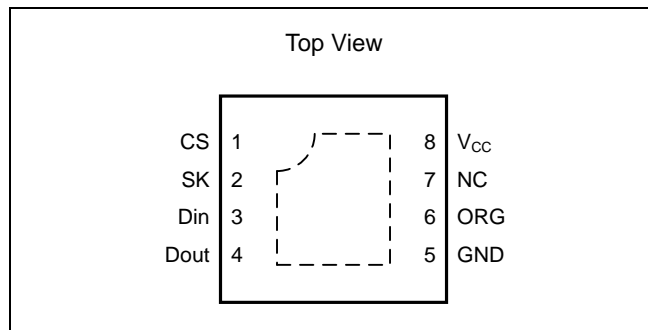 Top View
CS 1 8 VCC
SK 2 7 NC
Din 3 6 ORG
Dout 4 5 GND